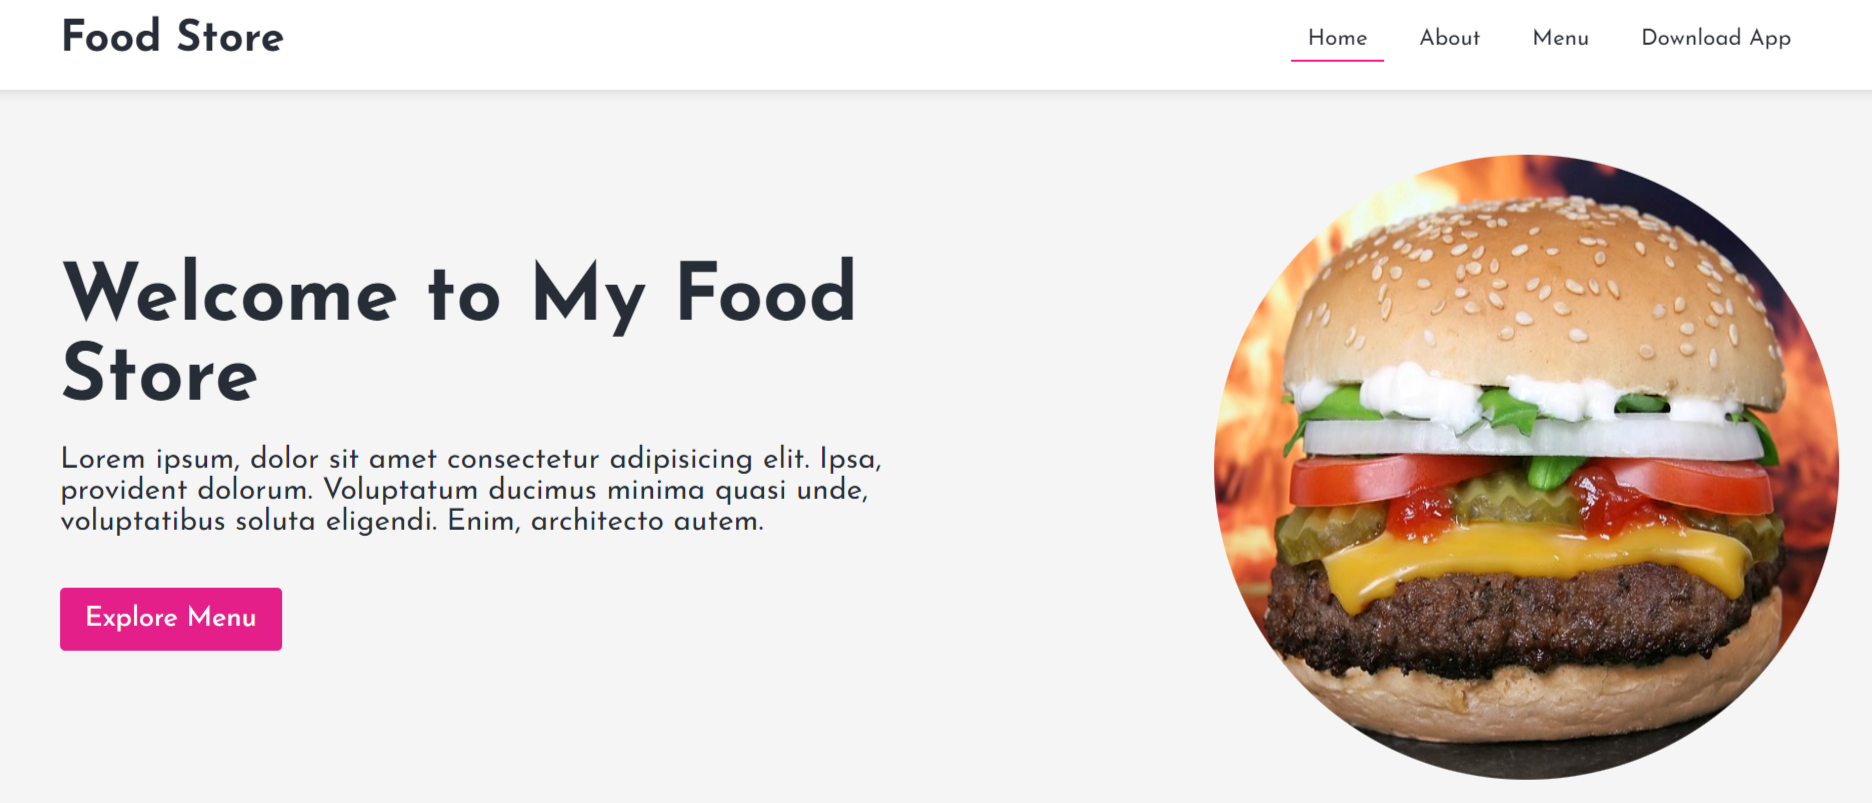 Food Store
Home About Menu Download App
Welcome to My Food
Store
Lorem ipsum, dolor sit amet consectetur adipisicing elit. Ipsa,
provident dolorum. Voluptatum ducimus minima quasi unde,
voluptatibus soluta eligendi. Enim, architecto autem.
Explore Menu